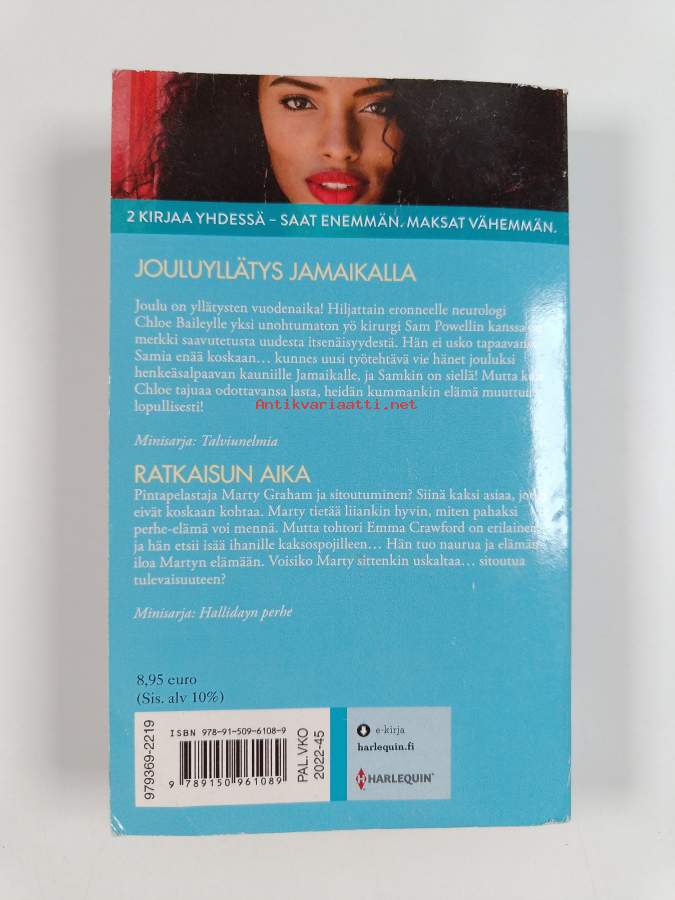 2 KIRJAA YHDESSÄ – SAAT ENEMMÄN. MAKSAT VÄHEMMÄN.
JOULUYLLÄTYS JAMAIKALLA
Joulu on yllätysten vuodenaika! Hiljattain eronneelle neurologi
Chloe Baileylle yksi unohtumaton yö kirurgi Sam Powellin kanssa
merkki saavutetusta uudesta itsenäisyydestä. Hän ei usko tapaavansa
Samia enää koskaan… kunnes uusi työtehtävä vie hänet jouluksi
henkeäsalpaavan kauniille Jamaikalle, ja Samkin on siellä! Mutta
Chloe tajuaa odottavansa lasta, heidän kummankin elämä muuttuu
lopullisesti!
Antikvariaatti.net
Minisarja: Talviunelmia
RATKAISUN AIKA
Pintapelastaja Marty Graham ja sitoutuminen? Siinä kaksi asiaa,
eivät koskaan kohtaa. Marty tietää liiankin hyvin, miten pahaksi
perhe-elämä voi mennä. Mutta tohtori Emma Crawford on erilainen
ja hän etsii isää ihanille kaksospojilleen… Hän tuo naurua ja elämän
iloa Martyn elämään. Voisiko Marty sittenkin uskaltaa… sitoutua
tulevaisuuteen?
Minisarja: Hallidayn perhe
8,95 euro
(Sis. alv 10%)
979369-2219
ISBN 978-91-509-6108-9
9 789150 961089
PAL.VKO
2022-45
e-kirja
harlequin.fi
HARLEQUIN